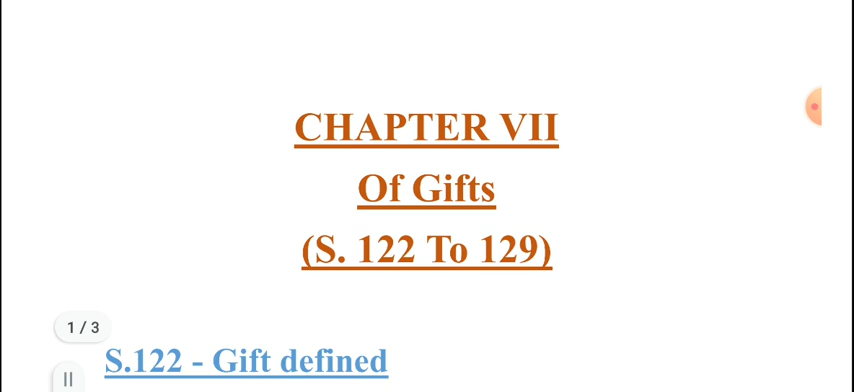 CHAPTER VII
Of Gifts
(S. 122 To 129)
1 / 3
S.122 - Gift defined